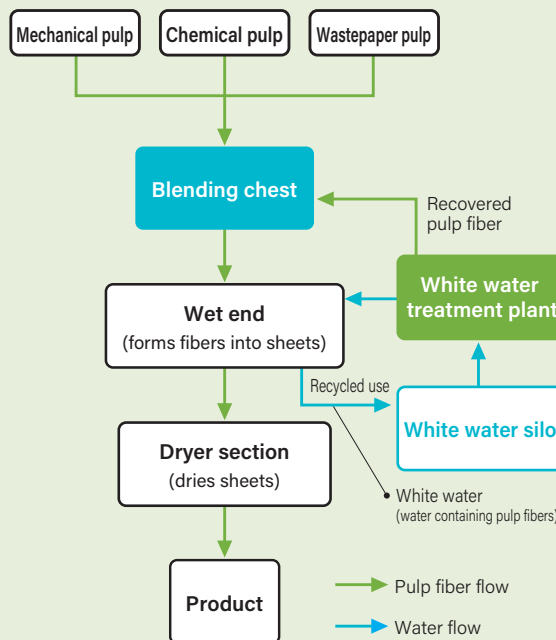 Mechanical pulp
Chemical pulp
Wastepaper pulp
Blending chest
Recovered
pulp fiber
White water
treatment plant
Wet end
(forms fibers into sheets)
Recycled use
White water silo
Dryer section
(dries sheets)
White water
(water containing pulp fibers)
Product
Pulp fiber flow
Water flow